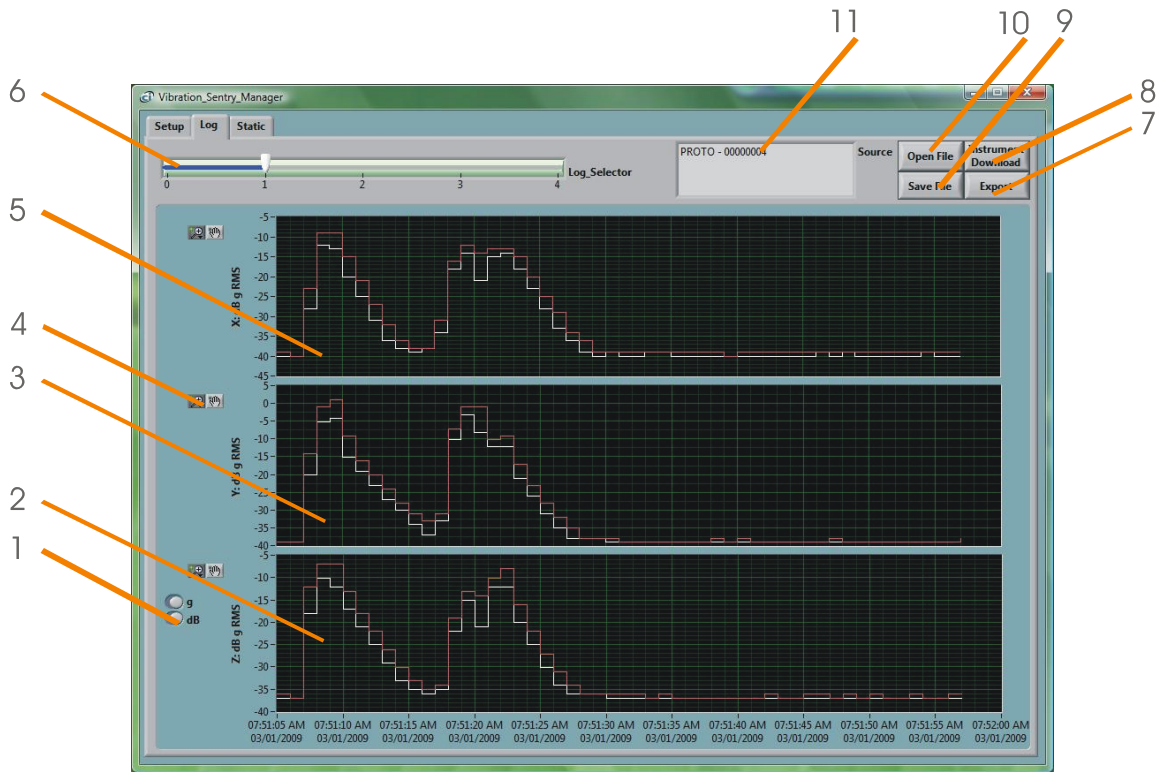 11
10
9
8
7
6
5
4
3
2
1
Vibration_Sentry_Manager
Setup Log Static
PROTO - 00000004
Source
Open File
Instrument Download
Save File
Export
0 1 2 3 4
Log_Selector
X: dB g RMS
-5
-10
-15
-20
-25
-30
-35
-40
-45
Y: dB g RMS
5
0
-5
-10
-15
-20
-25
-30
-35
-40
g
dB
Z: dB g RMS
-5
-10
-15
-20
-25
-30
-35
-40
07:51:05 AM 07:51:10 AM 07:51:15 AM 07:51:20 AM 07:51:25 AM 07:51:30 AM 07:51:35 AM 07:51:40 AM 07:51:45 AM 07:51:50 AM 07:51:55 AM 07:52:00 AM
03/01/2009 03/01/2009 03/01/2009 03/01/2009 03/01/2009 03/01/2009 03/01/2009 03/01/2009 03/01/2009 03/01/2009 03/01/2009 03/01/2009